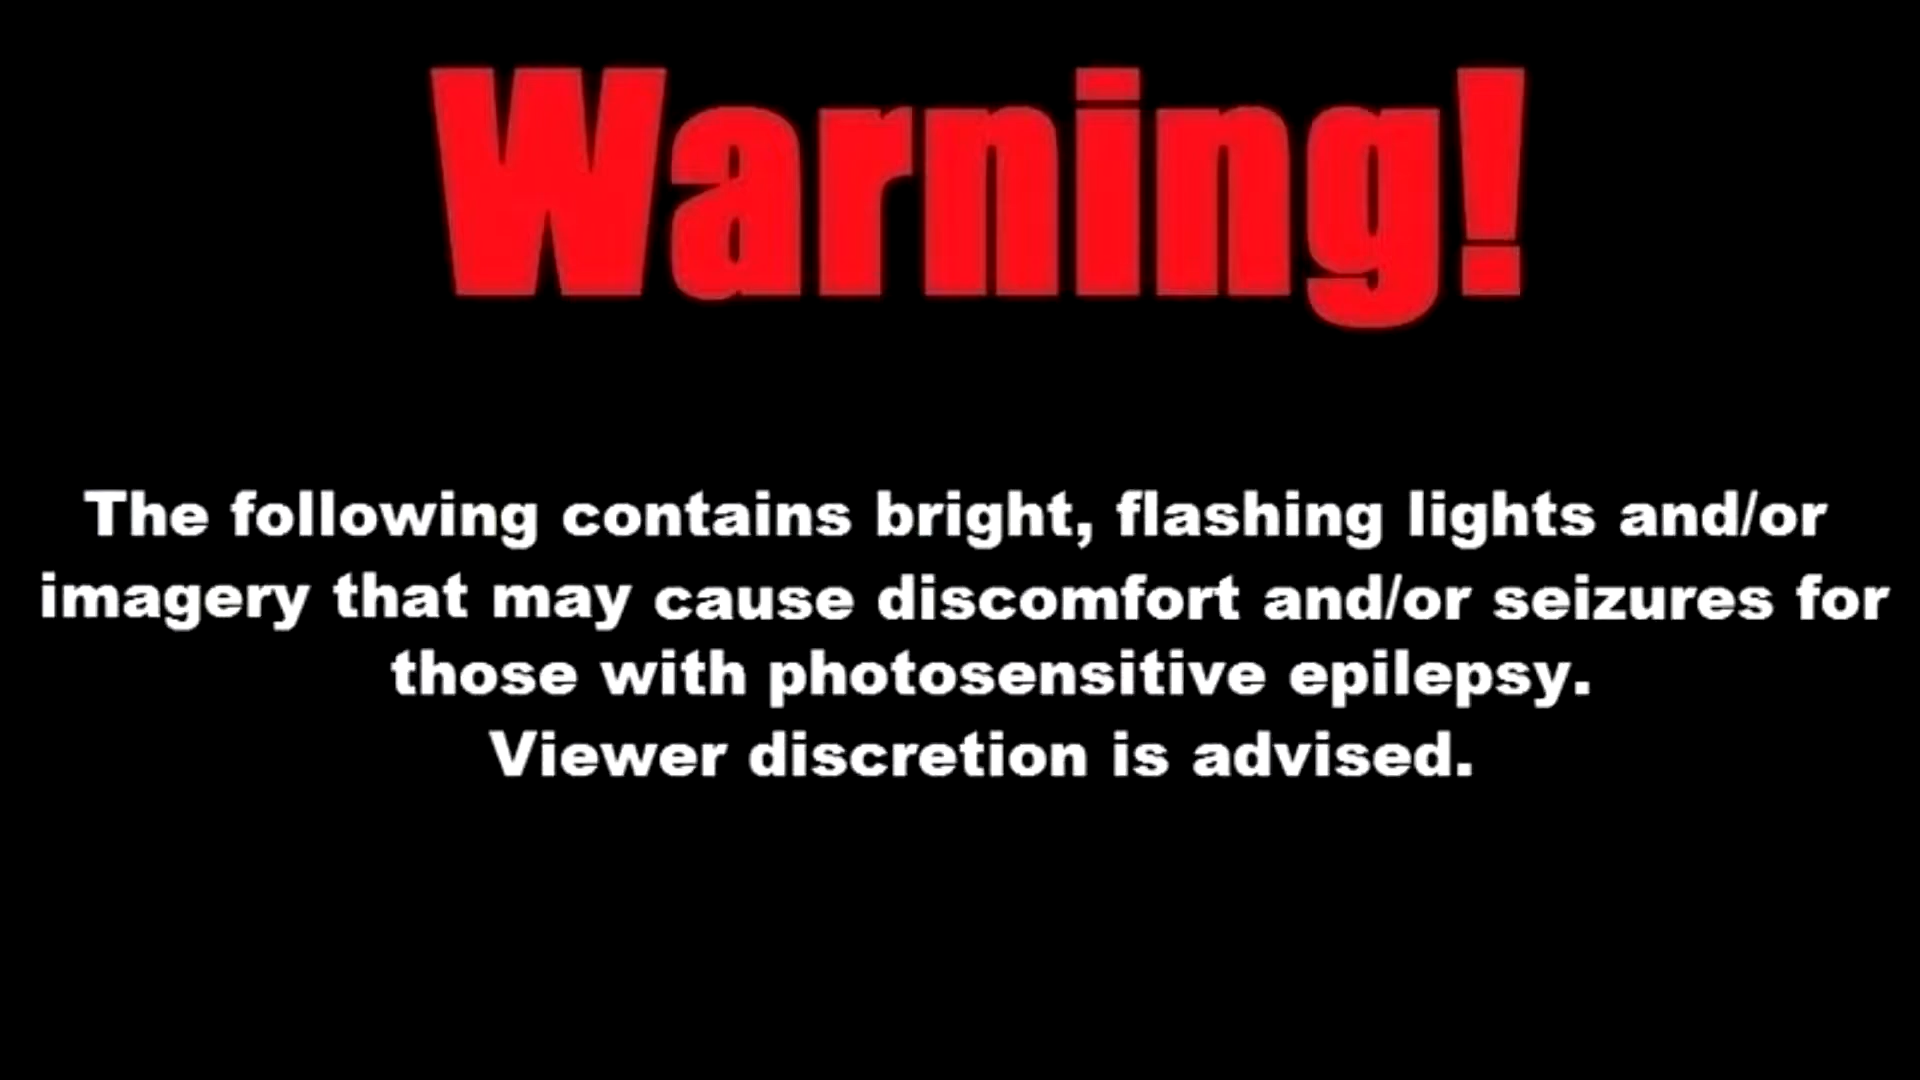 Warning!
The following contains bright, flashing lights and/or
imagery that may cause discomfort and/or seizures for
those with photosensitive epilepsy.
Viewer discretion is advised.